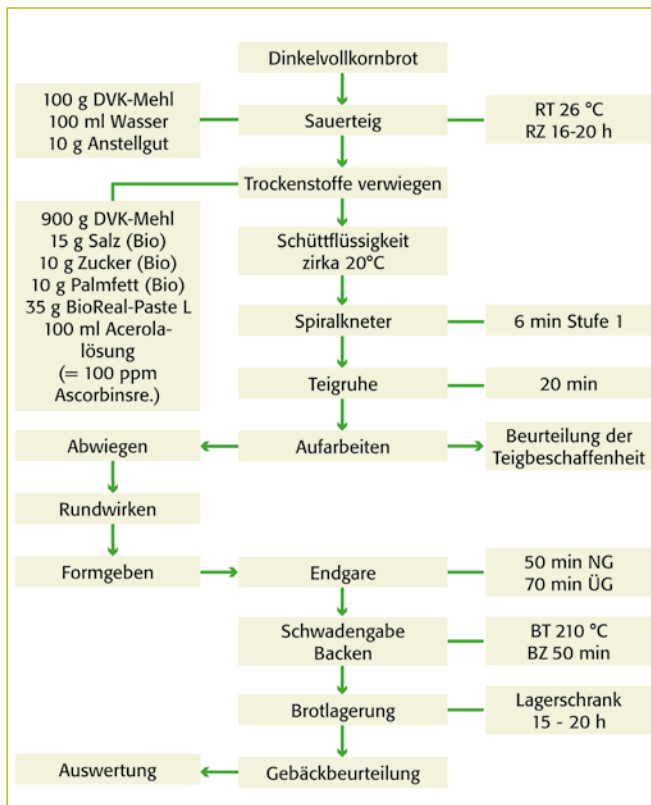 Dinkelvollkornbrot
100 g DVK-Mehl
100 ml Wasser
10 g Anstellgut
Sauerteig
RT 26 °C
RZ 16-20 h
Trockenstoffe verwiegen
900 g DVK-Mehl
15 g Salz (Bio)
10 g Zucker (Bio)
10 g Palmfett (Bio)
35 g BioReal-Paste L
100 ml Acerola-
lösung
(= 100 ppm
Ascorbinsre.)
Schüttflüssigkeit
zirka 20°C
Spiralkneter
6 min Stufe 1
Teigruhe
20 min
Abwiegen
Aufarbeiten
Beurteilung der
Teigbeschaffenheit
Rundwirken
Formgeben
Endgare
50 min NG
70 min ÜG
Schwadengabe
Backen
BT 210 °C
BZ 50 min
Brotlagerung
Lagerschrank
15 - 20 h
Auswertung
Gebäckbeurteilung